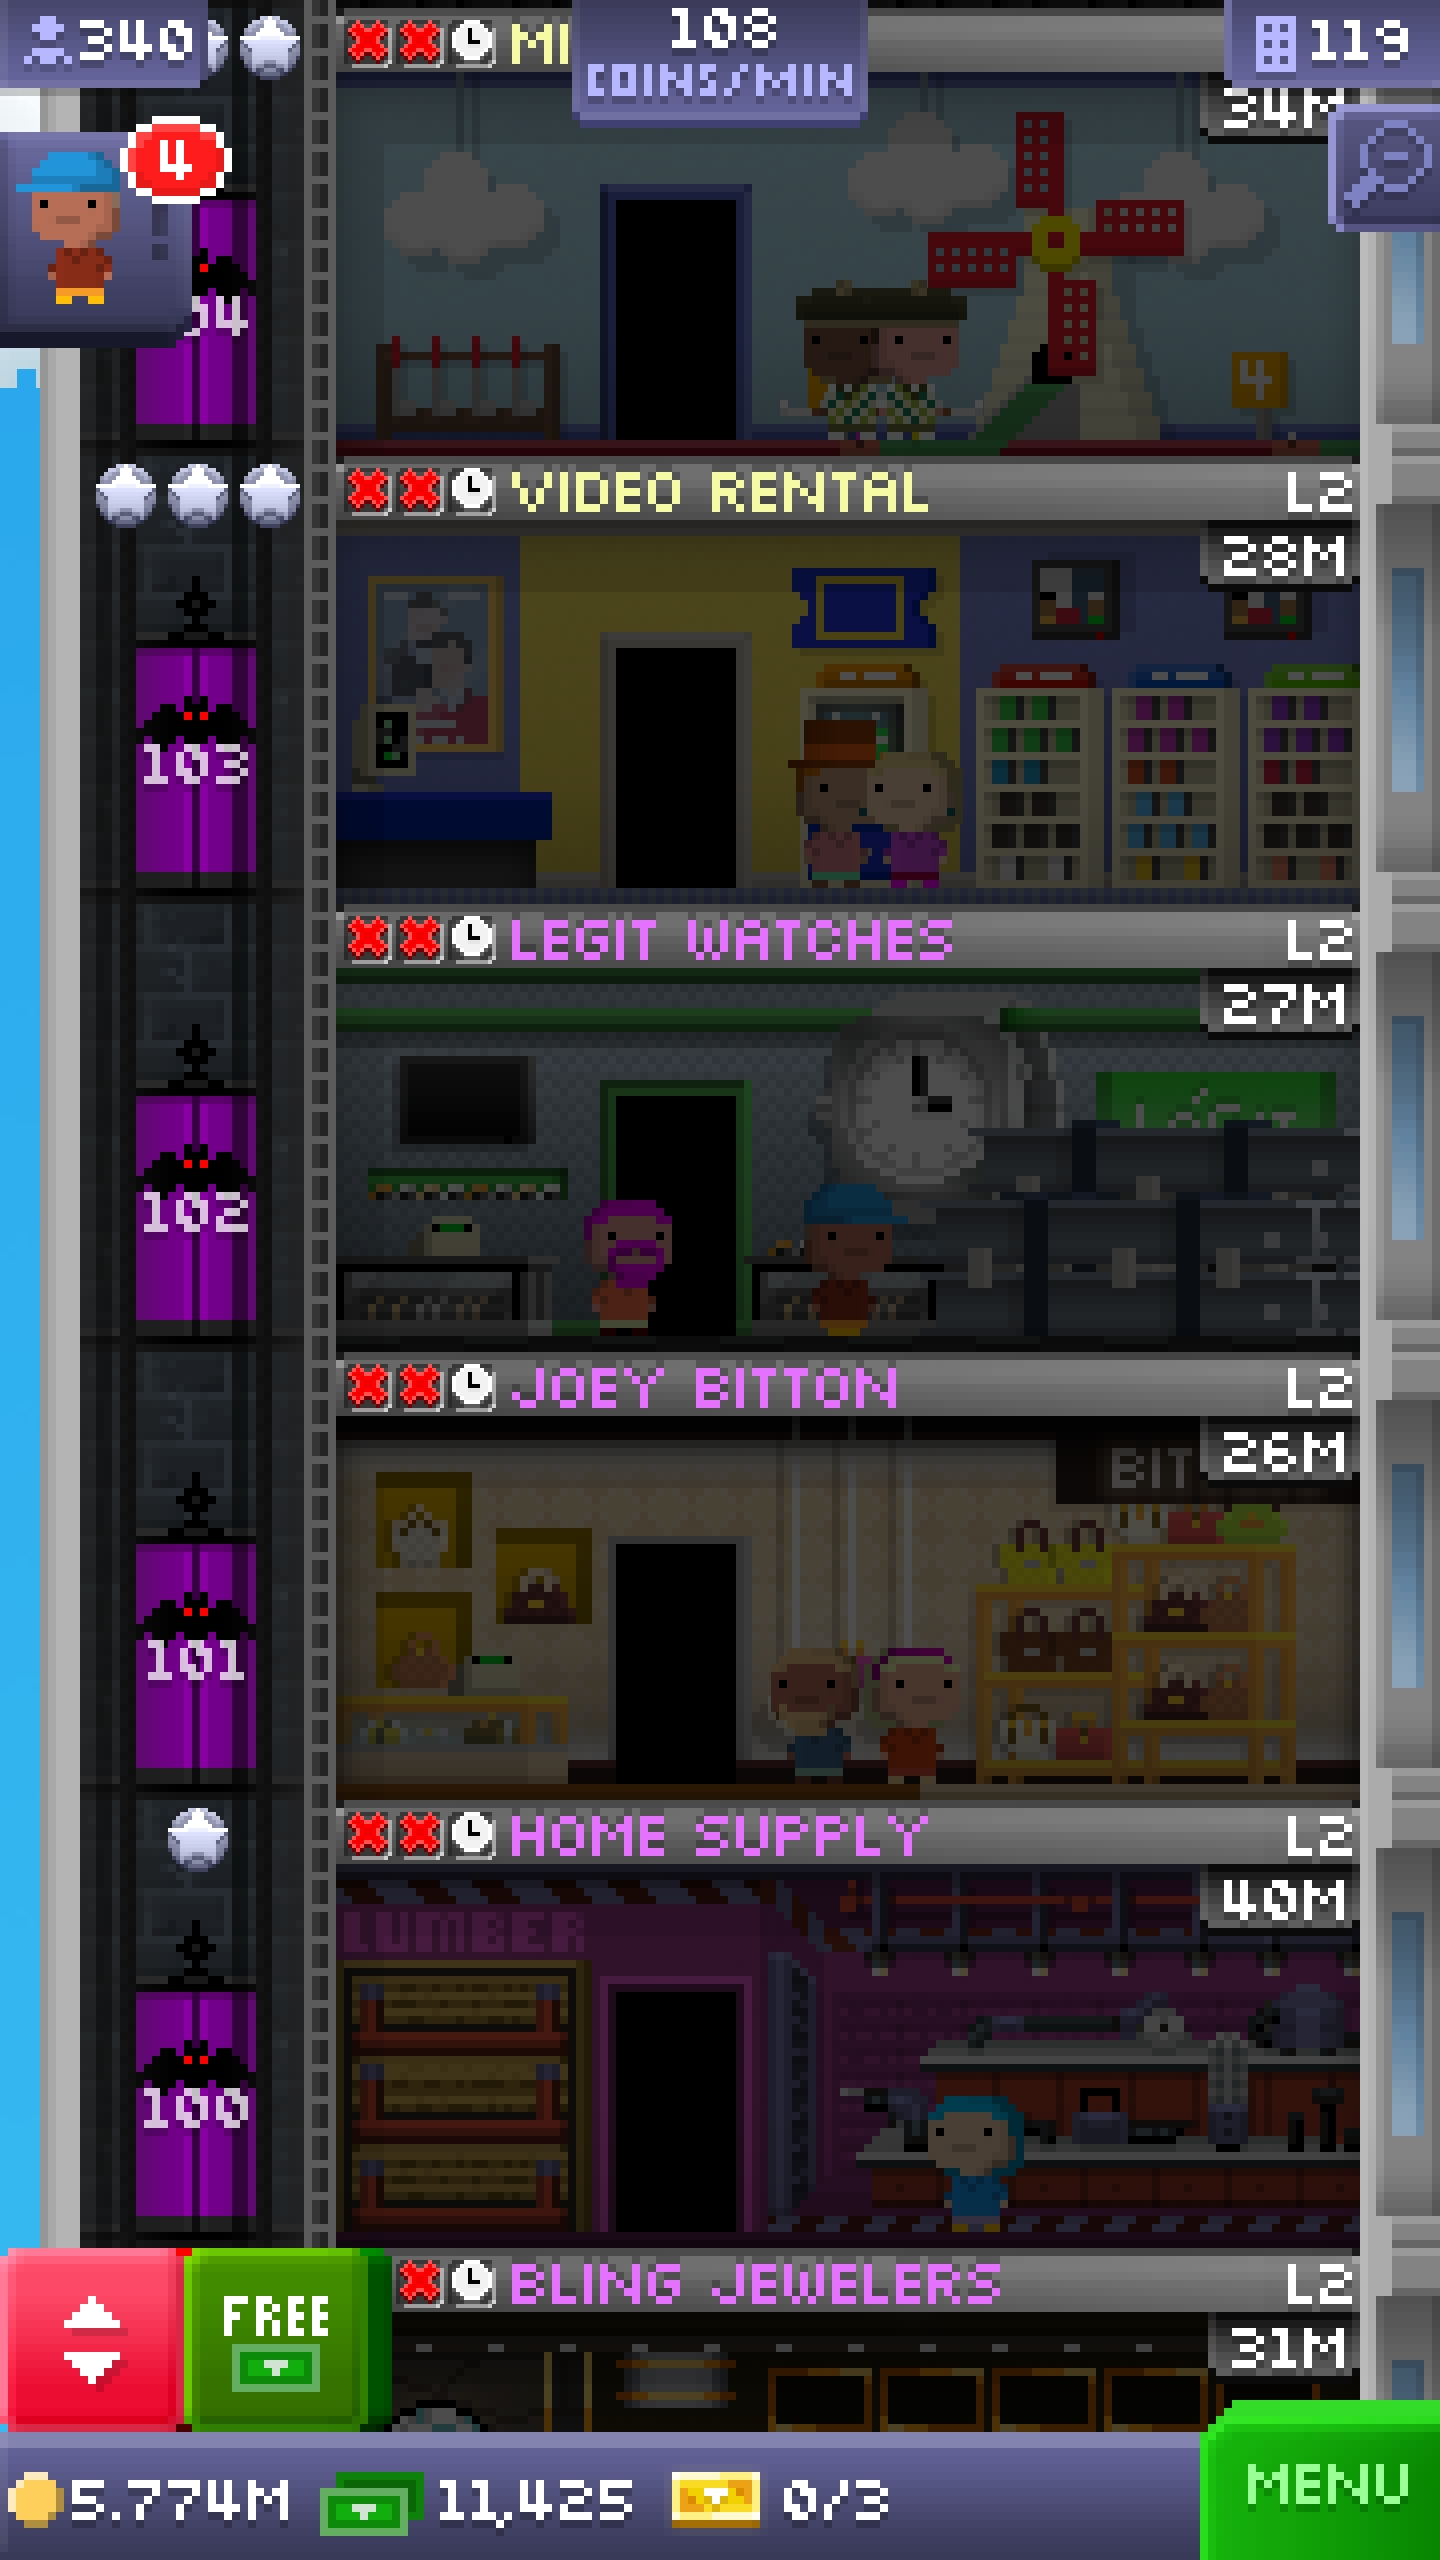 340
108
COINS/MIN
119
MI
34M
4
04
4
VIDEO RENTAL L2
28M
103
LEGIT WATCHES L2
27M
102
JOEY BITTON L2
26M
BIT
101
HOME SUPPLY L2
40M
LUMBER
100
BLING JEWELERS L2
FREE
31M
5.774M 11,425 0/3
MENU